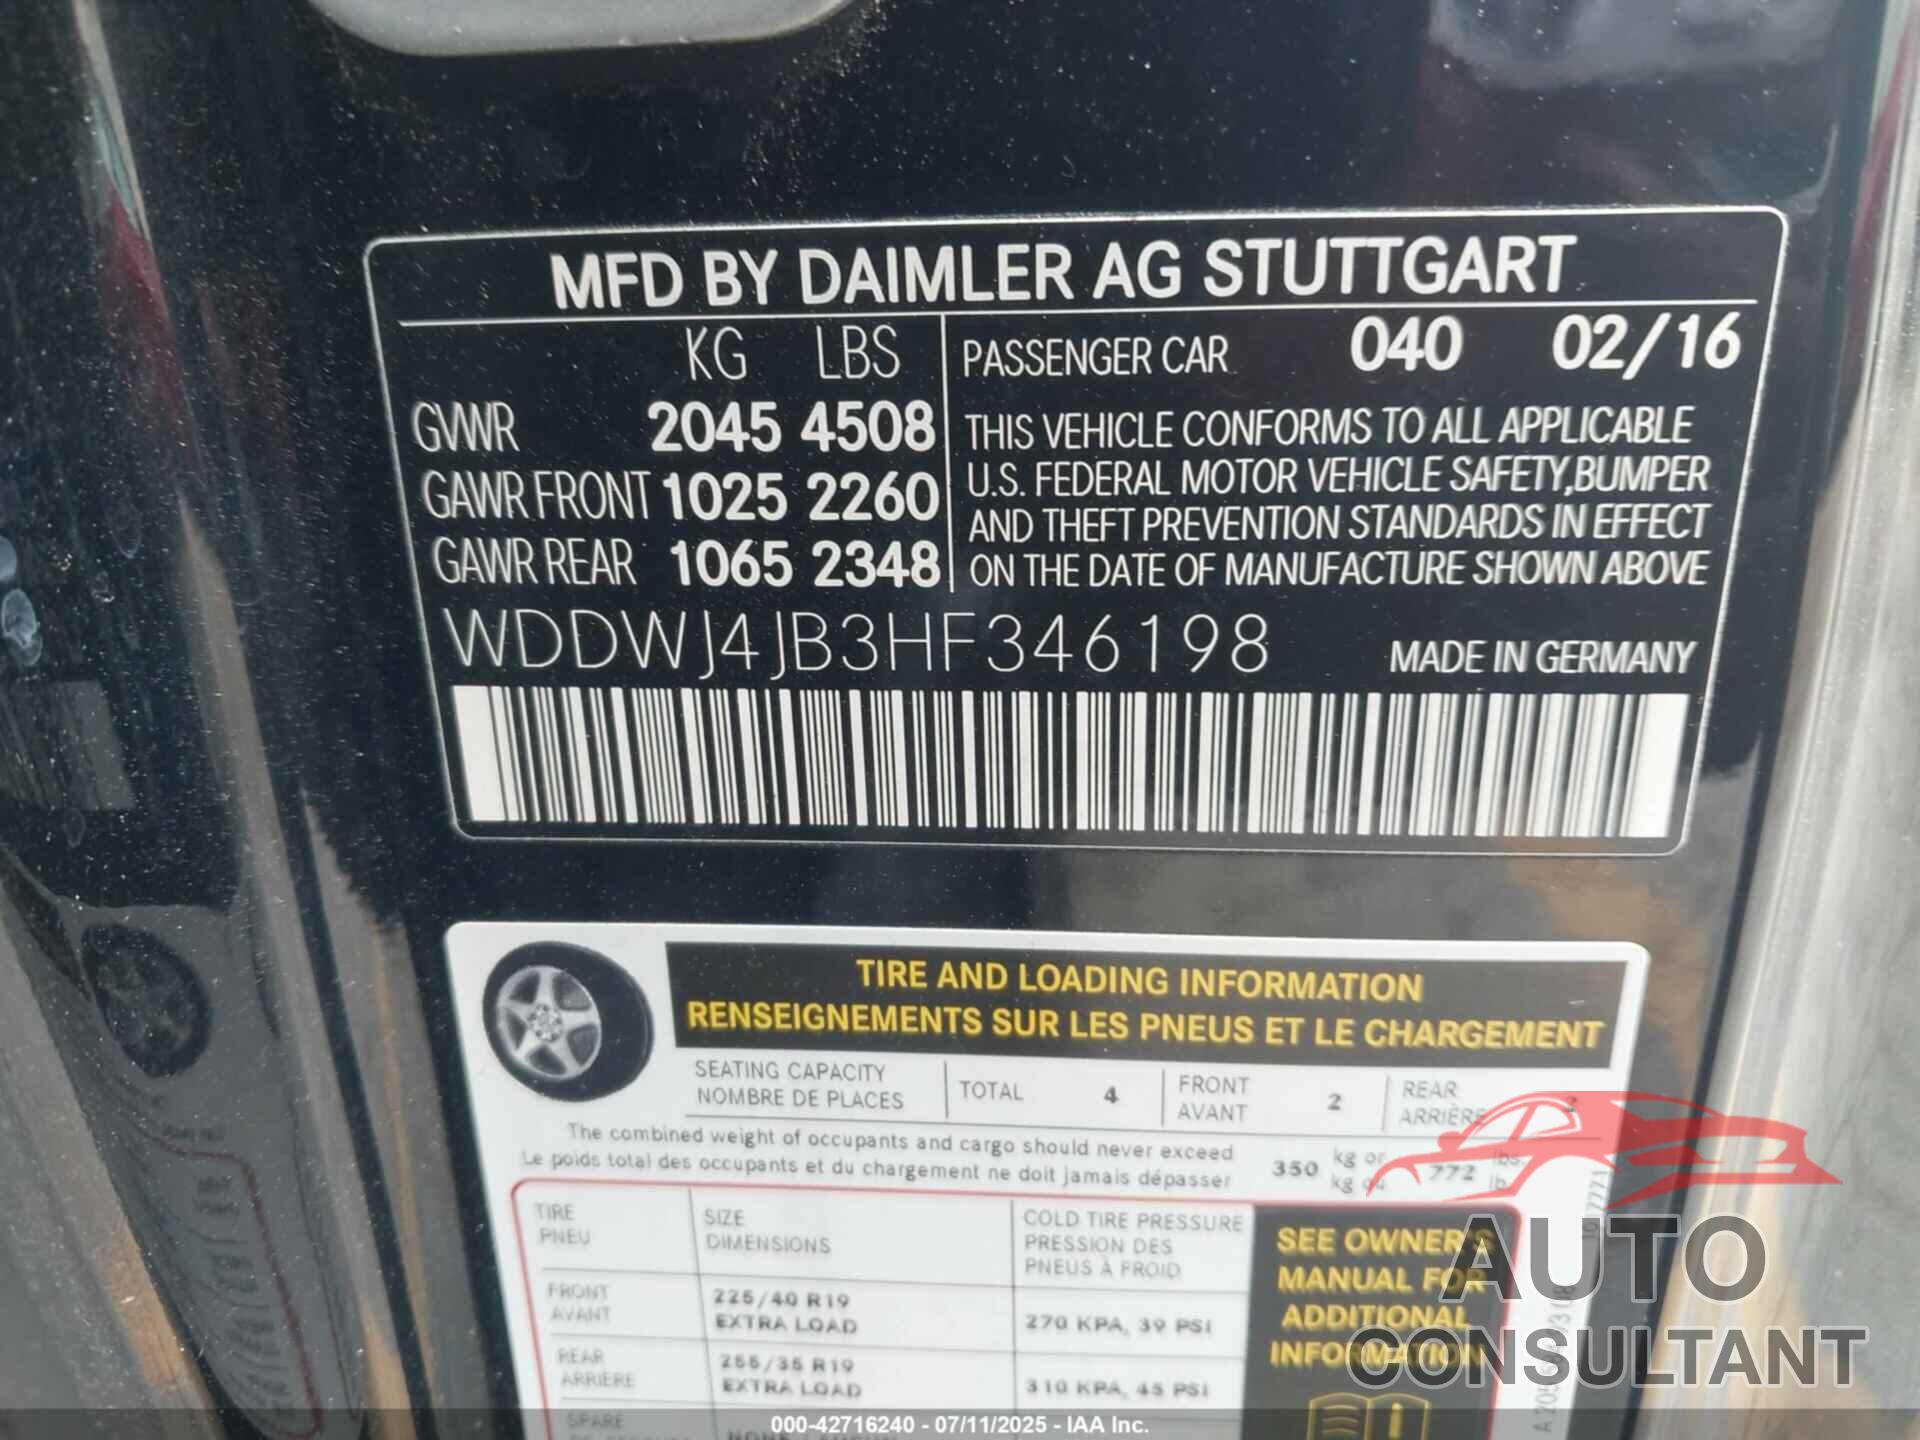 MFD BY DAIMLER AG STUTTGART
KG LBS
GVWR 2045 4508
GAWR FRONT 1025 2260
GAWR REAR 1065 2348
PASSENGER CAR 040 02/16
THIS VEHICLE CONFORMS TO ALL APPLICABLE
U.S. FEDERAL MOTOR VEHICLE SAFETY,BUMPER
AND THEFT PREVENTION STANDARDS IN EFFECT
ON THE DATE OF MANUFACTURE SHOWN ABOVE
WDDWJ4JB3HF346198
MADE IN GERMANY
TIRE AND LOADING INFORMATION
RENSEIGNEMENTS SUR LES PNEUS ET LE CHARGEMENT
SEATING CAPACITY
NOMBRE DE PLACES
TOTAL 4
FRONT
AVANT
2
REAR
ARRIÈRE
2
The combined weight of occupants and cargo should never exceed
Le poids total des occupants et du chargement ne doit jamais dépasser
350 kg or
kg ou
772 lbs.
lb
TIRE
PNEU
SIZE
DIMENSIONS
COLD TIRE PRESSURE
PRESSION DES
PNEUS À FROID
FRONT
AVANT
225/40 R19
EXTRA LOAD
270 KPA, 39 PSI
REAR
ARRIÈRE
255/35 R19
EXTRA LOAD
310 KPA, 45 PSI
SPARE
SEE OWNER'S
MANUAL FOR
ADDITIONAL
INFORMATION
AUTO
CONSULTANT
000-42716240 - 07/11/2025 - IAA Inc.